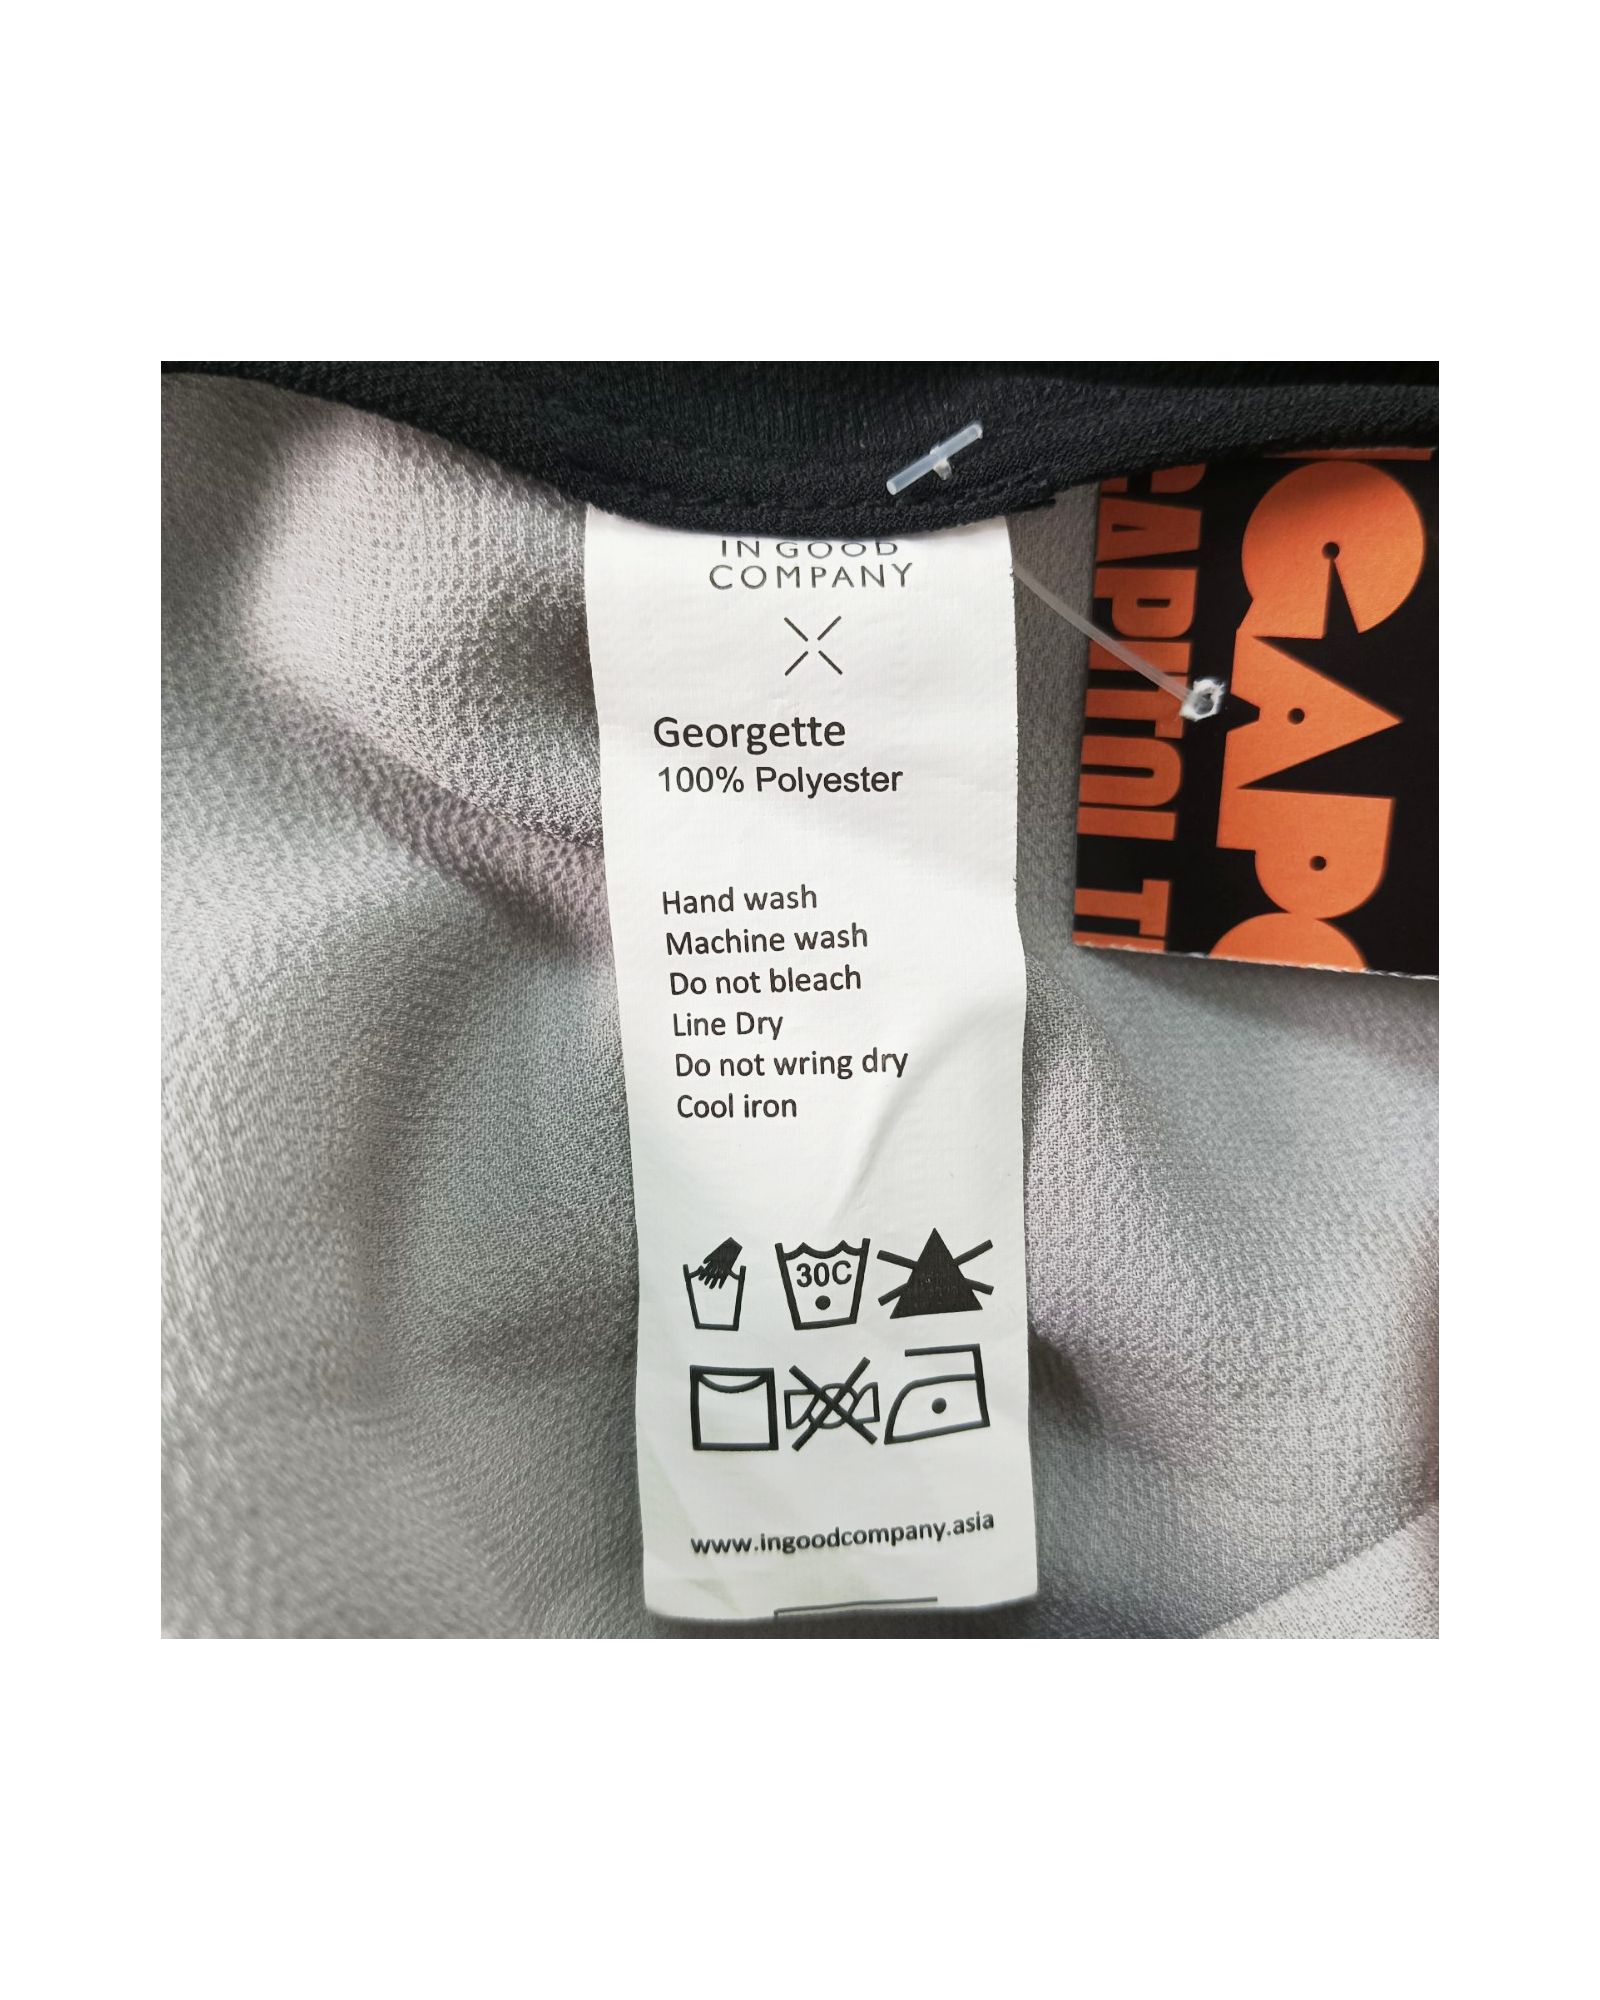 IN GOOD
COMPANY
Georgette
100% Polyester
Hand wash
Machine wash
Do not bleach
Line Dry
Do not wring dry
Cool iron
30C
www.ingoodcompany.asia
CAPITOL